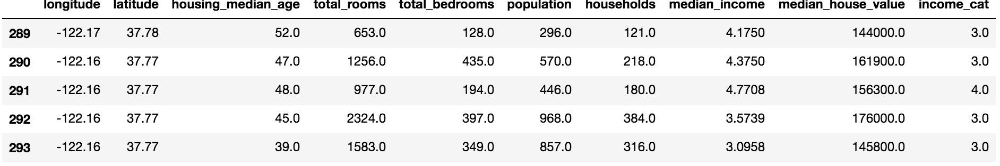 longitude latitude housing_median_age total_rooms total_bedrooms population households median_income median_house_value income_cat
289 -122.17 37.78 52.0 653.0 128.0 296.0 121.0 4.1750 144000.0 3.0
290 -122.16 37.77 47.0 1256.0 435.0 570.0 218.0 4.3750 161900.0 3.0
291 -122.16 37.77 48.0 977.0 194.0 446.0 180.0 4.7708 156300.0 4.0
292 -122.16 37.77 45.0 2324.0 397.0 968.0 384.0 3.5739 176000.0 3.0
293 -122.16 37.77 39.0 1583.0 349.0 857.0 316.0 3.0958 145800.0 3.0